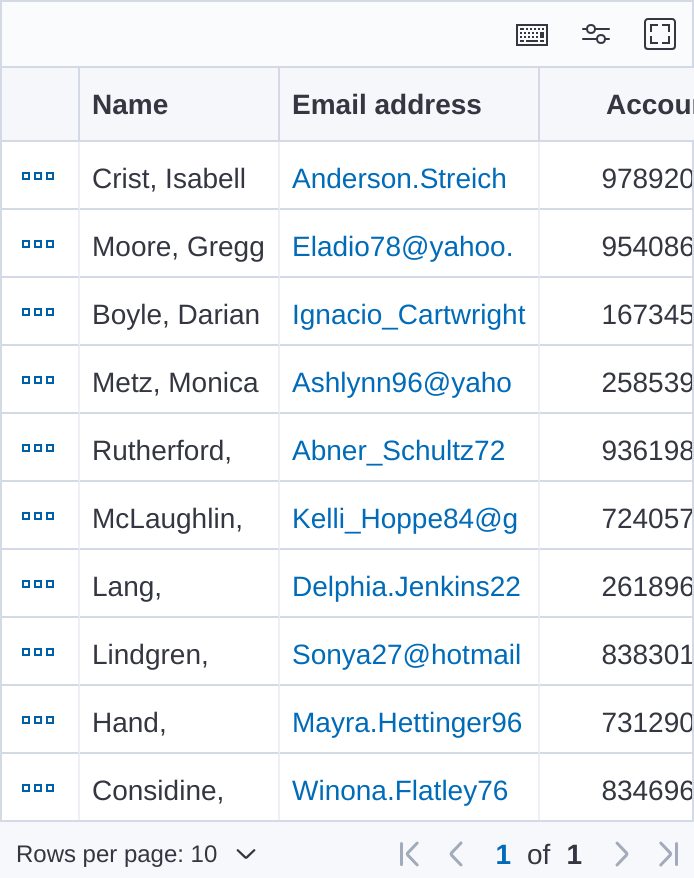 Name Email address Accou
Crist, Isabell Anderson.Streich 978920
Moore, Gregg Eladio78@yahoo. 954086
Boyle, Darian Ignacio_Cartwright 167345
Metz, Monica Ashlynn96@yaho 258539
Rutherford, Abner_Schultz72 936198
McLaughlin, Kelli_Hoppe84@g 724057
Lang, Delphia.Jenkins22 261896
Lindgren, Sonya27@hotmail 838301
Hand, Mayra.Hettinger96 731290
Considine, Winona.Flatley76 834696
Rows per page: 10 1 of 1